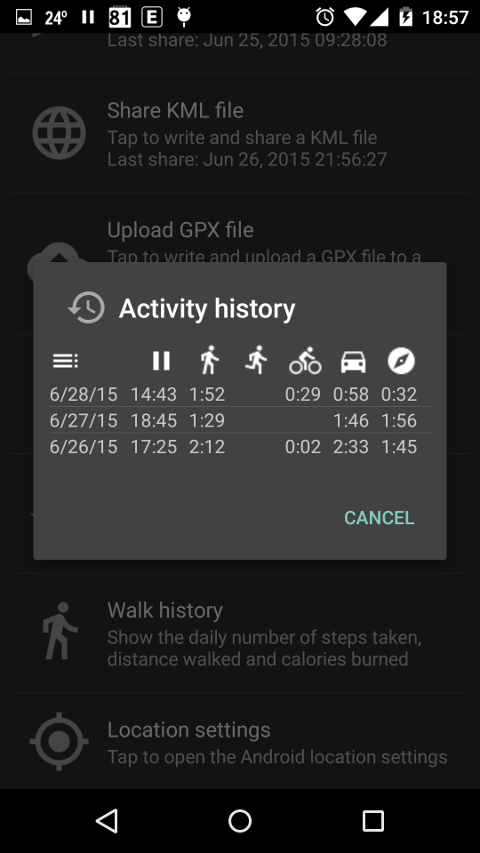 24° 31 E 18:57
Last share: Jun 25, 2015 09:28:08
Share KML file
Tap to write and share a KML file
Last share: Jun 26, 2015 21:56:27
Upload GPX file
Tap to write and upload a GPX file to a
Activity history
6/28/15 14:43 1:52 0:29 0:58 0:32
6/27/15 18:45 1:29 1:46 1:56
6/26/15 17:25 2:12 0:02 2:33 1:45
CANCEL
Walk history
Show the daily number of steps taken,
distance walked and calories burned
Location settings
Tap to open the Android location settings